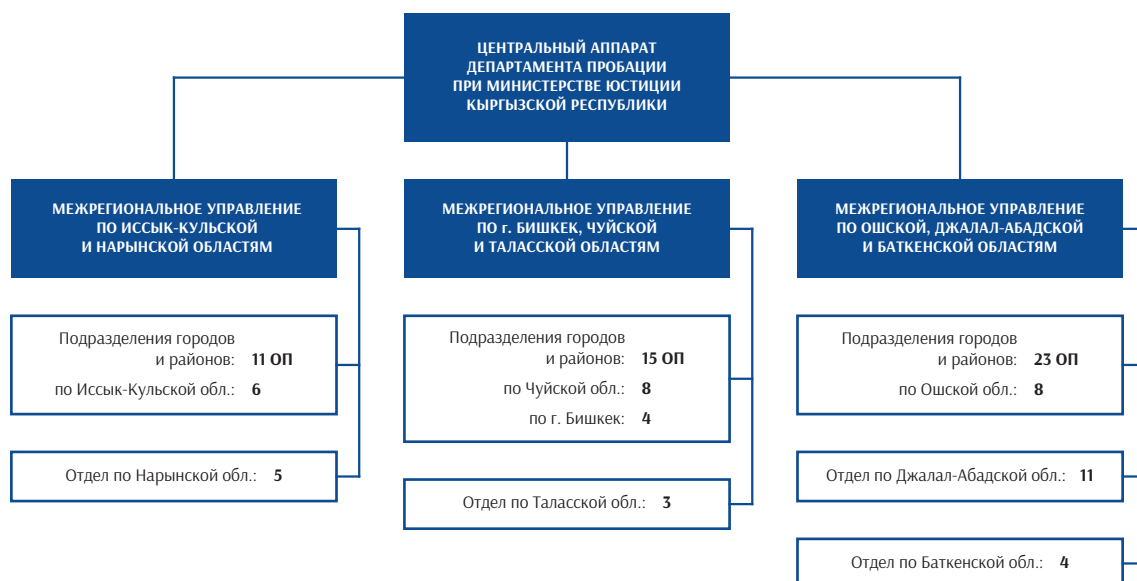 ЦЕНТРАЛЬНЫЙ АППАРАТ
ДЕПАРТАМЕНТА ПРОБАЦИИ
ПРИ МИНИСТЕРСТВЕ ЮСТИЦИИ
КЫРГЫЗСКОЙ РЕСПУБЛИКИ
МЕЖРЕГИОНАЛЬНОЕ УПРАВЛЕНИЕ
ПО ИССЫК-КУЛЬСКОЙ
И НАРЫНСКОЙ ОБЛАСТЯМ
Подразделения городов
и районов: 11 ОП
по Иссык-Кульской обл.: 6
Отдел по Нарынской обл.: 5
МЕЖРЕГИОНАЛЬНОЕ УПРАВЛЕНИЕ
ПО г. БИШКЕК, ЧУЙСКОЙ
И ТАЛАССКОЙ ОБЛАСТЯМ
Подразделения городов
и районов: 15 ОП
по Чуйской обл.: 8
по г. Бишкек: 4
Отдел по Таласской обл.: 3
МЕЖРЕГИОНАЛЬНОЕ УПРАВЛЕНИЕ
ПО ОШСКОЙ, ДЖАЛАЛ-АБАДСКОЙ
И БАТКЕНСКОЙ ОБЛАСТЯМ
Подразделения городов
и районов: 23 ОП
по Ошской обл.: 8
Отдел по Джалал-Абадской обл.: 11
Отдел по Баткенской обл.: 4